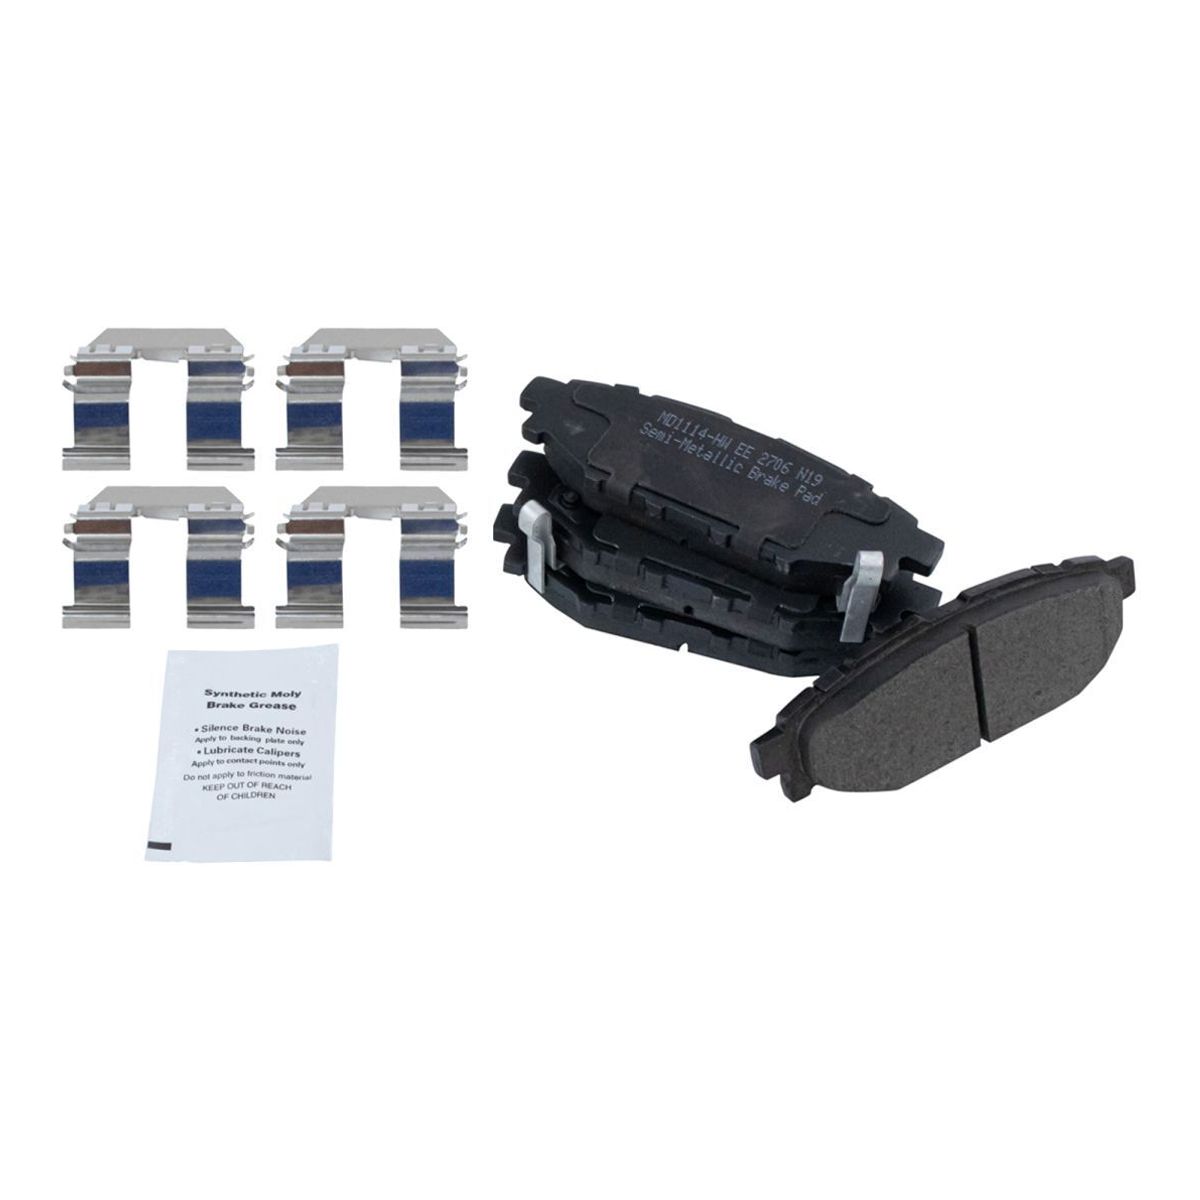 MD1114-HW EE 2706 N19
Semi-Metallic Brake Pad
Synthetic Moly
Brake Grease
• Silence Brake Noise
Apply to backing plate only
• Lubricate Calipers
Apply to contact points only
Do not apply to friction material
KEEP OUT OF REACH
OF CHILDREN